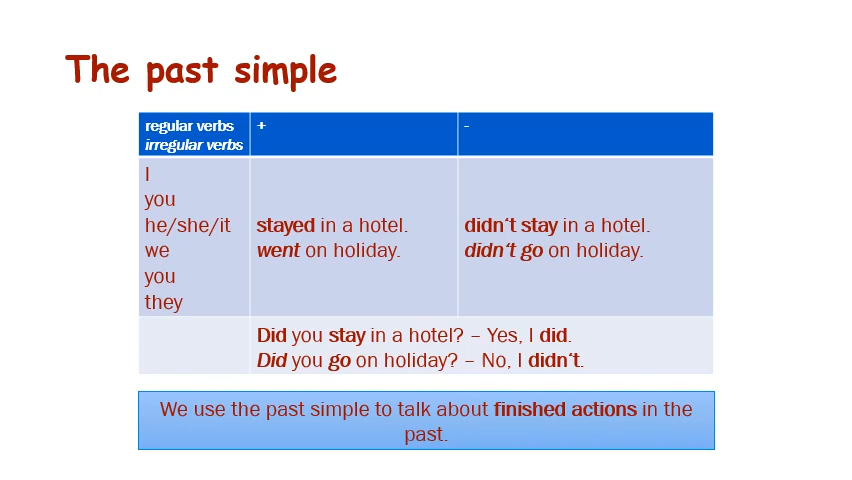 The past simple
regular verbs
irregular verbs
+
-
I
you
he/she/it
we
you
they
stayed in a hotel.
went on holiday.
didn‘t stay in a hotel.
didn‘t go on holiday.
Did you stay in a hotel? – Yes, I did.
Did you go on holiday? – No, I didn‘t.
We use the past simple to talk about finished actions in the
past.